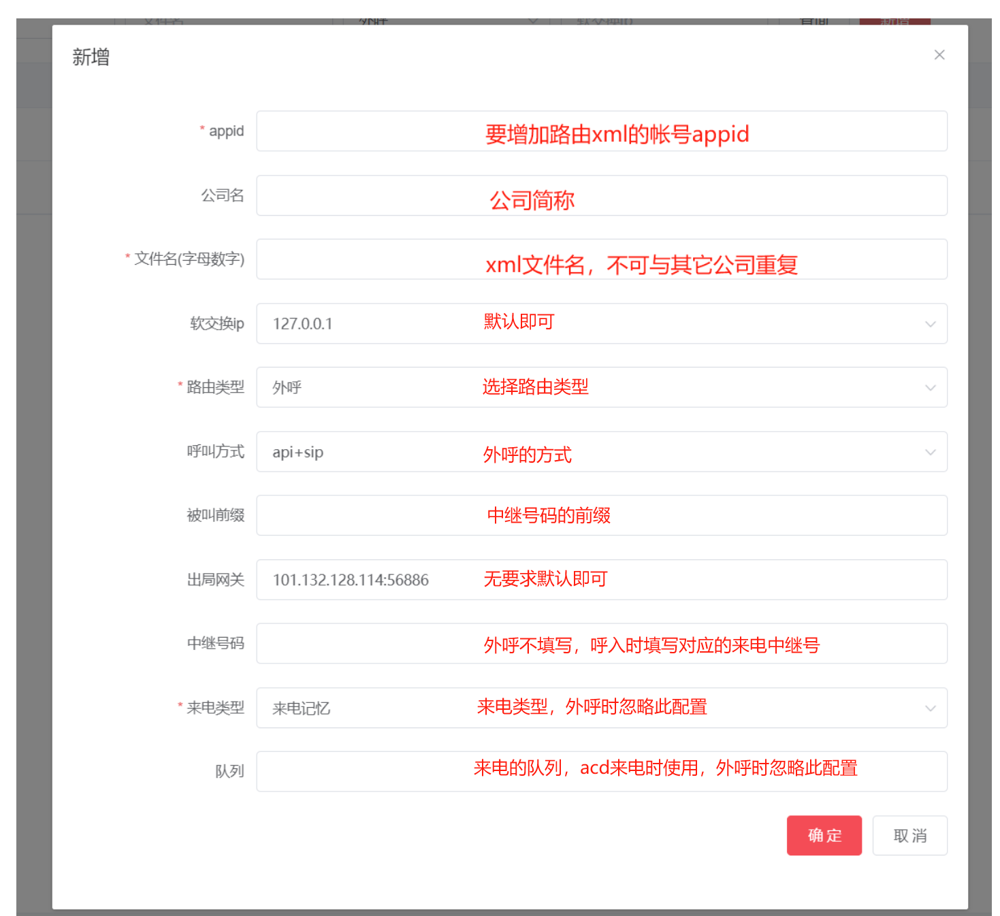 新增
* appid 要增加路由xml的帐号appid
公司名 公司简称
* 文件名(字母数字) xml文件名，不可与其它公司重复
软交换ip 127.0.0.1 默认即可
* 路由类型 外呼 选择路由类型
呼叫方式 api+sip 外呼的方式
被叫前缀 中继号码的前缀
出局网关 101.132.128.114:56886 无要求默认即可
中继号码 外呼不填写，呼入时填写对应的来电中继号
* 来电类型 来电记忆 来电类型，外呼时忽略此配置
队列 来电的队列，acd来电时使用，外呼时忽略此配置
确定 取消